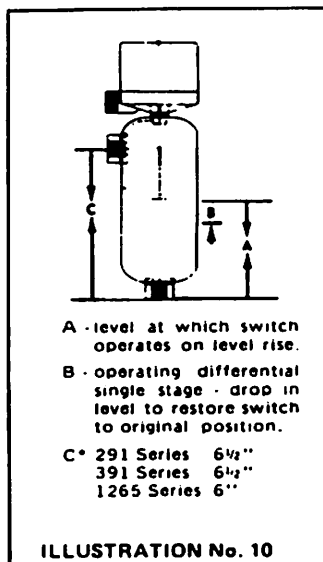 C
B
A
A - level at which switch
operates on level rise.
B - operating differential
single stage - drop in
level to restore switch
to original position.
C* 291 Series 6½"
391 Series 6½"
1265 Series 6"
ILLUSTRATION No. 10